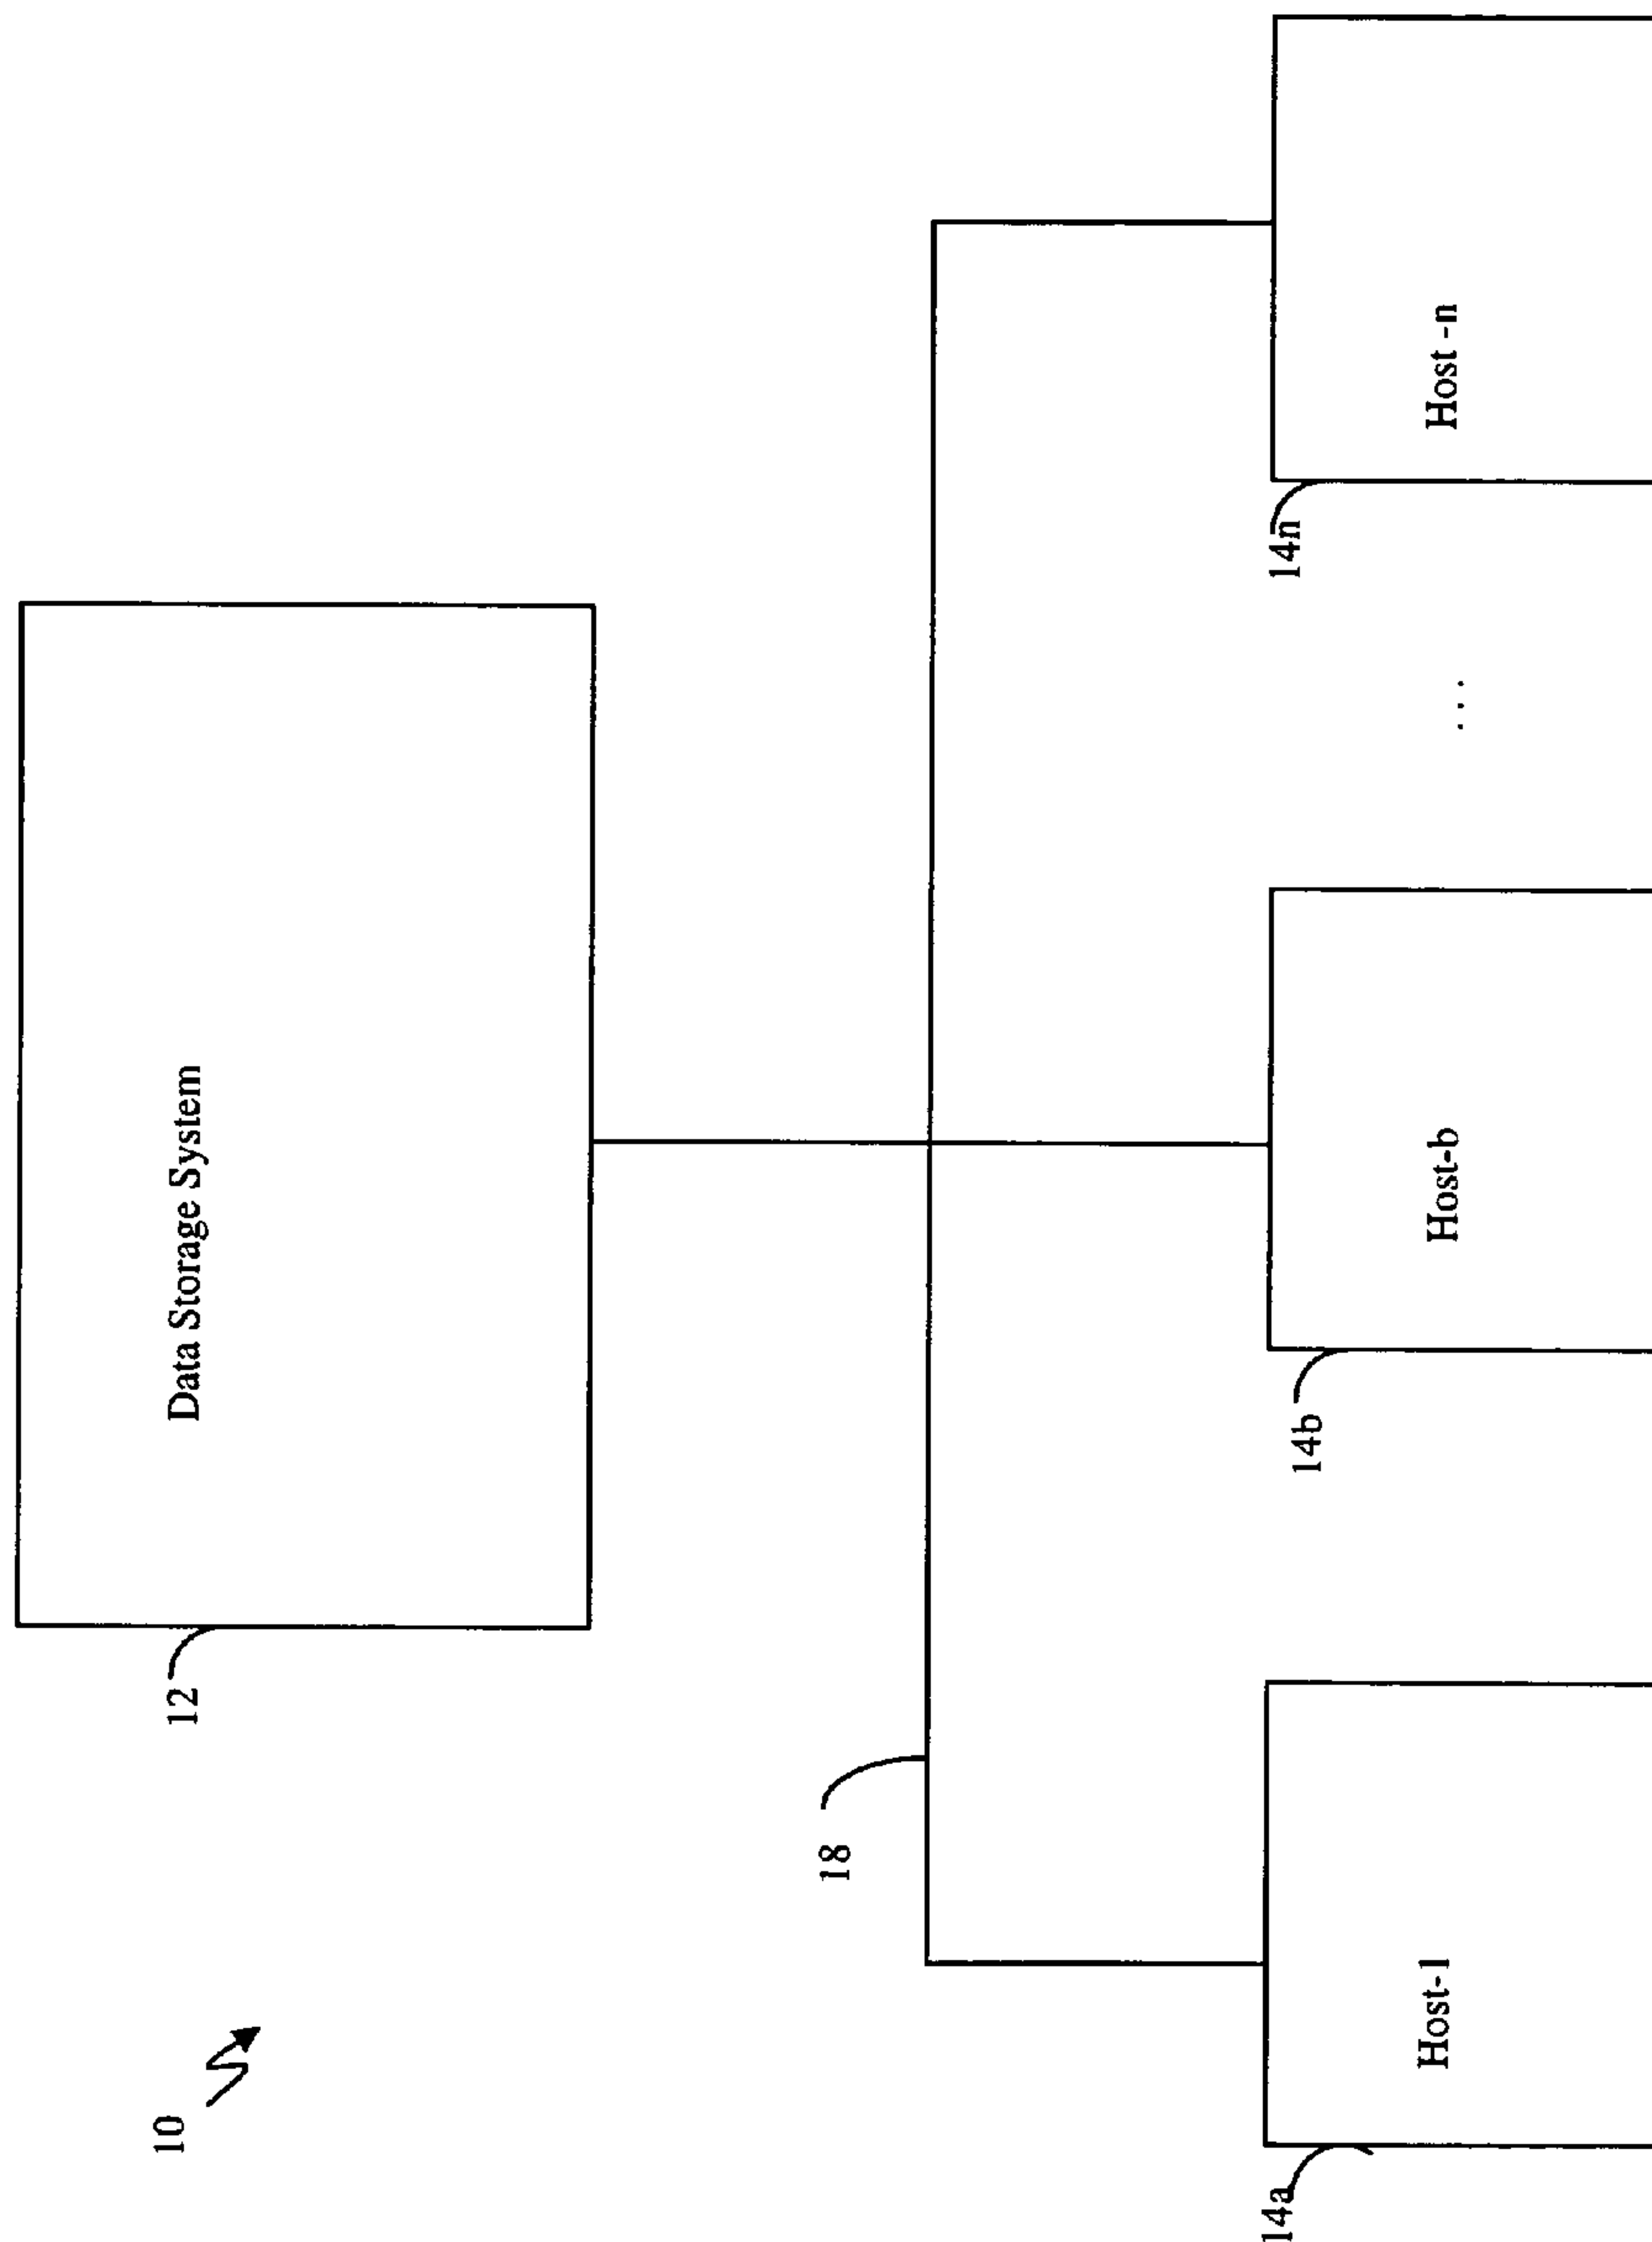 10
12
Data Storage System
18
14a
Host-1
14b
Host-b
...
14n
Host -n